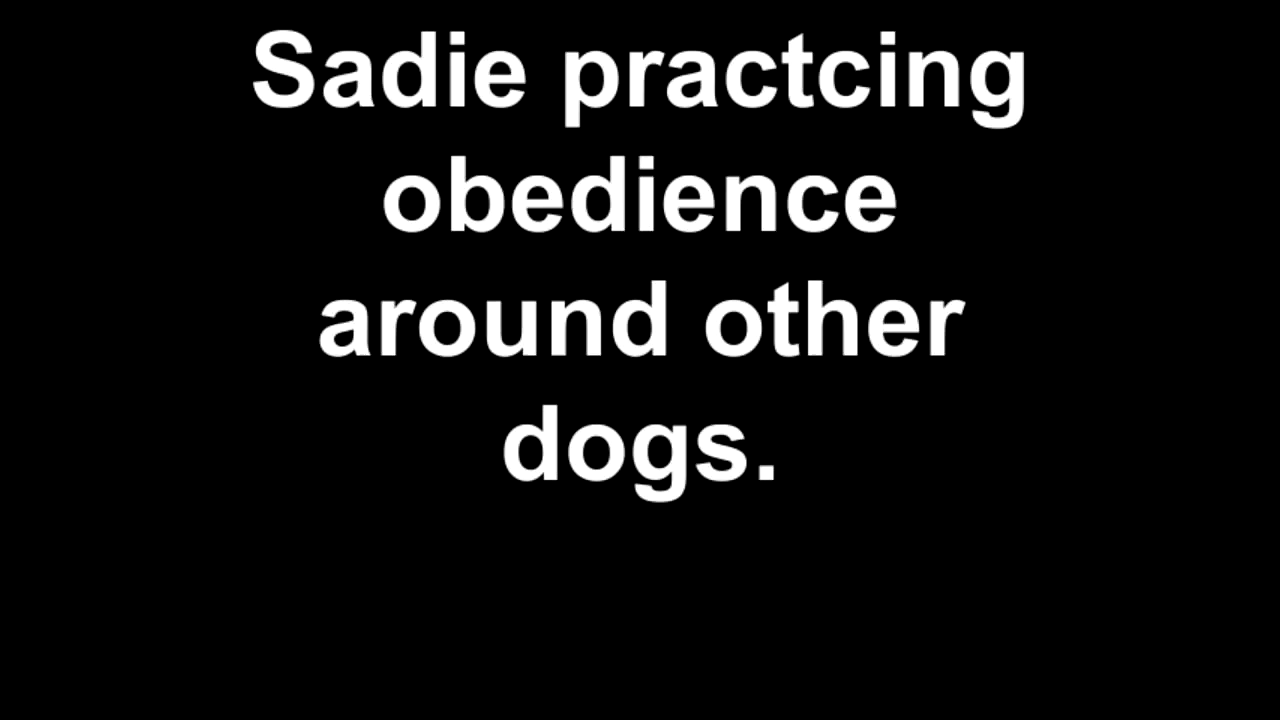 Sadie practcing
obedience
around other
dogs.